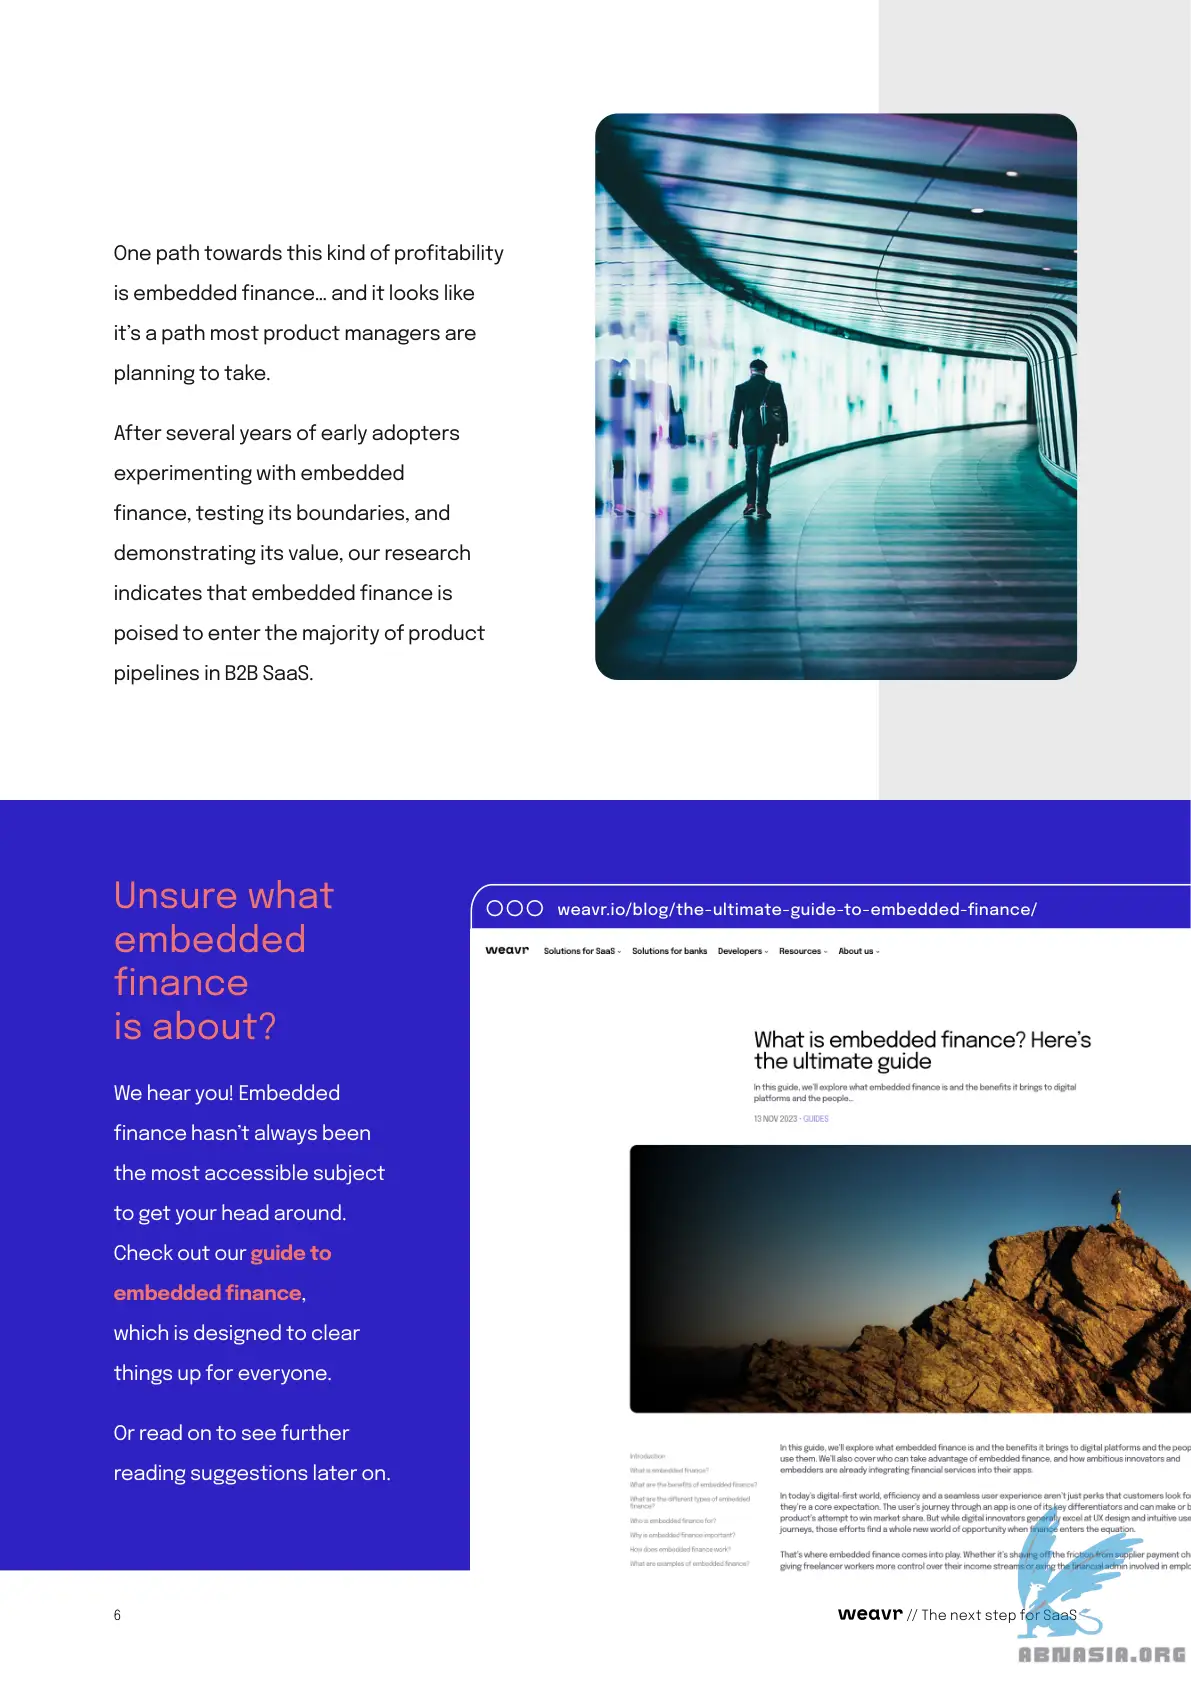 One path towards this kind of profitability
is embedded finance... and it looks like
it's a path most product managers are
planning to take.
After several years of early adopters
experimenting with embedded
finance, testing its boundaries, and
demonstrating its value, our research
indicates that embedded finance is
poised to enter the majority of product
pipelines in B2B SaaS.
Unsure what
embedded
finance
is about?
We hear you! Embedded
finance hasn't always been
the most accessible subject
to get your head around.
Check out our guide to
embedded finance,
which is designed to clear
things up for everyone.
Or read on to see further
reading suggestions later on.
weavr.io/blog/the-ultimate-guide-to-embedded-finance/
weavr Solutions for SaaS Solutions for banks Developers Resources About us
What is embedded finance? Here's
the ultimate guide
In this guide, we'll explore what embedded finance is and the benefits it brings to digital
platforms and the people...
13 NOV 2023 - GUIDES
Introduction
What is embedded finance?
What are the benefits of embedded finance?
What are the different types of embedded
finance?
Who is embedded finance for?
Why is embedded finance important?
How does embedded finance work?
What are examples of embedded finance?
In this guide, we'll explore what embedded finance is and the benefits it brings to digital platforms and the peop
use them. We'll also cover who can take advantage of embedded finance, and how ambitious innovators and
embedders are already integrating financial services into their apps.
In today's digital-first world, efficiency and a seamless user experience aren't just perks that customers look fo
they're a core expectation. The user's journey through an app is one of its key differentiators and can make or b
product's attempt to win market share. But while digital innovators generally excel at UX design and intuitive use
journeys, those efforts find a whole new world of opportunity when finance enters the equation.
That's where embedded finance comes into play. Whether it's shaving off the friction from supplier payment ch
giving freelancer workers more control over their income streams or using the financial admin involved in emplo
6
weavr // The next step for SaaS
ABNASIA.ORG